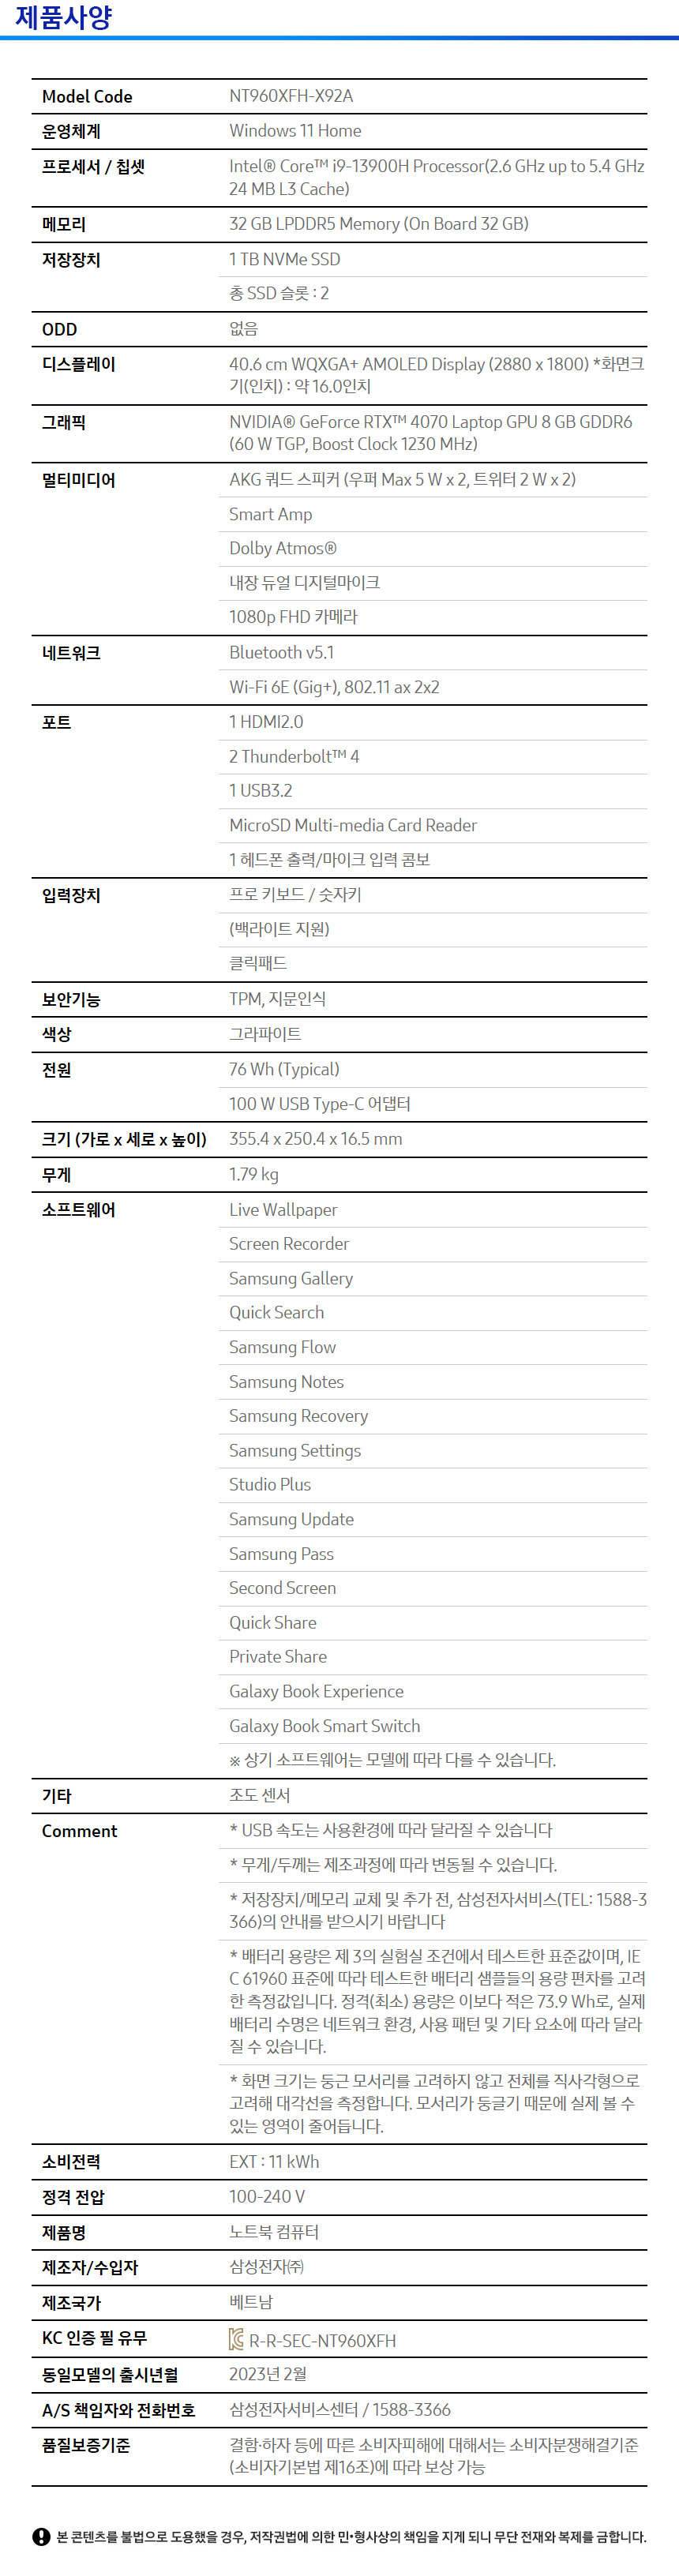 제품사양
Model Code
NT960XFH-X92A
운영체계
Windows 11 Home
프로세서 / 칩셋
Intel® Core™ i9-13900H Processor(2.6 GHz up to 5.4 GHz
24 MB L3 Cache)
메모리
32 GB LPDDR5 Memory (On Board 32 GB)
저장장치
1 TB NVMe SSD
총 SSD 슬롯 : 2
ODD
없음
디스플레이
40.6 cm WQXGA+ AMOLED Display (2880 x 1800) *화면크
기(인치) : 약 16.0인치
그래픽
NVIDIA® GeForce RTX™ 4070 Laptop GPU 8 GB GDDR6
(60 W TGP, Boost Clock 1230 MHz)
멀티미디어
AKG 쿼드 스피커 (우퍼 Max 5 W x 2, 트위터 2 W x 2)
Smart Amp
Dolby Atmos®
내장 듀얼 디지털마이크
1080p FHD 카메라
네트워크
Bluetooth v5.1
Wi-Fi 6E (Gig+), 802.11 ax 2x2
포트
1 HDMI2.0
2 Thunderbolt™ 4
1 USB3.2
MicroSD Multi-media Card Reader
1 헤드폰 출력/마이크 입력 콤보
입력장치
프로 키보드 / 숫자키
(백라이트 지원)
클릭패드
보안기능
TPM, 지문인식
색상
그라파이트
전원
76 Wh (Typical)
100 W USB Type-C 어댑터
크기 (가로 x 세로 x 높이)
355.4 x 250.4 x 16.5 mm
무게
1.79 kg
소프트웨어
Live Wallpaper
Screen Recorder
Samsung Gallery
Quick Search
Samsung Flow
Samsung Notes
Samsung Recovery
Samsung Settings
Studio Plus
Samsung Update
Samsung Pass
Second Screen
Quick Share
Private Share
Galaxy Book Experience
Galaxy Book Smart Switch
※ 상기 소프트웨어는 모델에 따라 다를 수 있습니다.
기타
조도 센서
Comment
* USB 속도는 사용환경에 따라 달라질 수 있습니다
* 무게/두께는 제조과정에 따라 변동될 수 있습니다.
* 저장장치/메모리 교체 및 추가 전, 삼성전자서비스(TEL: 1588-3
366)의 안내를 받으시기 바랍니다
* 배터리 용량은 제 3의 실험실 조건에서 테스트한 표준값이며, IE
C 61960 표준에 따라 테스트한 배터리 샘플들의 용량 편차를 고려
한 측정값입니다. 정격(최소) 용량은 이보다 적은 73.9 Wh로, 실제
배터리 수명은 네트워크 환경, 사용 패턴 및 기타 요소에 따라 달라
질 수 있습니다.
* 화면 크기는 둥근 모서리를 고려하지 않고 전체를 직사각형으로
고려해 대각선을 측정합니다. 모서리가 둥글기 때문에 실제 볼 수
있는 영역이 줄어듭니다.
소비전력
EXT : 11 kWh
정격 전압
100-240 V
제품명
노트북 컴퓨터
제조자/수입자
삼성전자㈜
제조국가
베트남
KC 인증 필 유무
R-R-SEC-NT960XFH
동일모델의 출시년월
2023년 2월
A/S 책임자와 전화번호
삼성전자서비스센터 / 1588-3366
품질보증기준
결함·하자 등에 따른 소비자피해에 대해서는 소비자분쟁해결기준
(소비자기본법 제16조)에 따라 보상 가능
본 콘텐츠를 불법으로 도용했을 경우, 저작권법에 의한 민•형사상의 책임을 지게 되니 무단 전재와 복제를 금합니다.